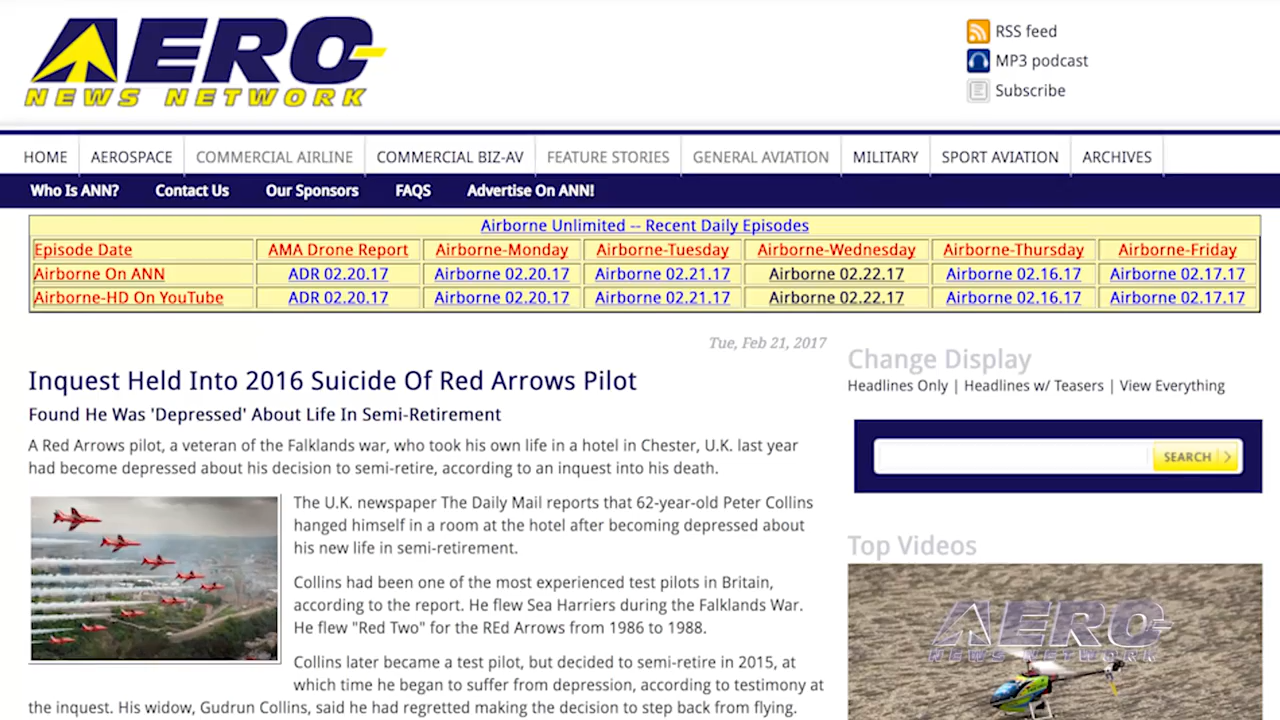 AERO
NEWS NETWORK
RSS feed
MP3 podcast
Subscribe
HOME AEROSPACE COMMERCIAL AIRLINE COMMERCIAL BIZ-AV FEATURE STORIES GENERAL AVIATION MILITARY SPORT AVIATION ARCHIVES
Who Is ANN? Contact Us Our Sponsors FAQS Advertise On ANN!
Airborne Unlimited -- Recent Daily Episodes
Episode Date AMA Drone Report Airborne-Monday Airborne-Tuesday Airborne-Wednesday Airborne-Thursday Airborne-Friday
Airborne On ANN ADR 02.20.17 Airborne 02.20.17 Airborne 02.21.17 Airborne 02.22.17 Airborne 02.16.17 Airborne 02.17.17
Airborne-HD On YouTube ADR 02.20.17 Airborne 02.20.17 Airborne 02.21.17 Airborne 02.22.17 Airborne 02.16.17 Airborne 02.17.17
Tue, Feb 21, 2017
Inquest Held Into 2016 Suicide Of Red Arrows Pilot
Found He Was 'Depressed' About Life In Semi-Retirement
A Red Arrows pilot, a veteran of the Falklands war, who took his own life in a hotel in Chester, U.K. last year
had become depressed about his decision to semi-retire, according to an inquest into his death.
The U.K. newspaper The Daily Mail reports that 62-year-old Peter Collins
hanged himself in a room at the hotel after becoming depressed about
his new life in semi-retirement.
Collins had been one of the most experienced test pilots in Britain,
according to the report. He flew Sea Harriers during the Falklands War.
He flew "Red Two" for the REd Arrows from 1986 to 1988.
Collins later became a test pilot, but decided to semi-retire in 2015, at
which time he began to suffer from depression, according to testimony at
the inquest. His widow, Gudrun Collins, said he had regretted making the decision to step back from flying.
Change Display
Headlines Only | Headlines w/ Teasers | View Everything
SEARCH
Top Videos
AERO
NEWS NETWORK